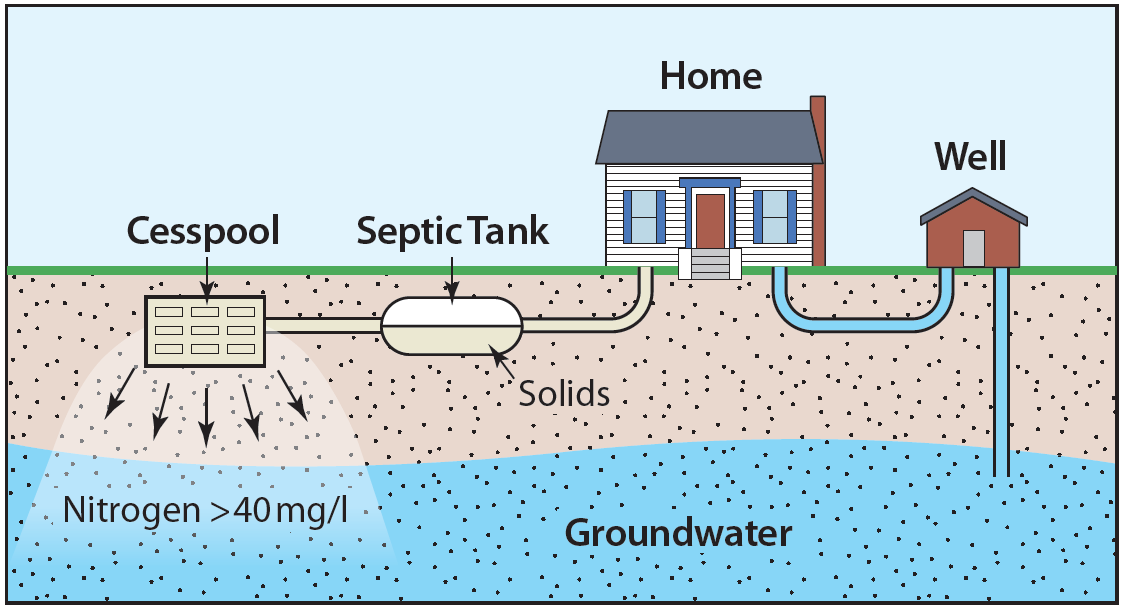 Home
Well
Cesspool
Septic Tank
Solids
Nitrogen >40 mg/l
Groundwater